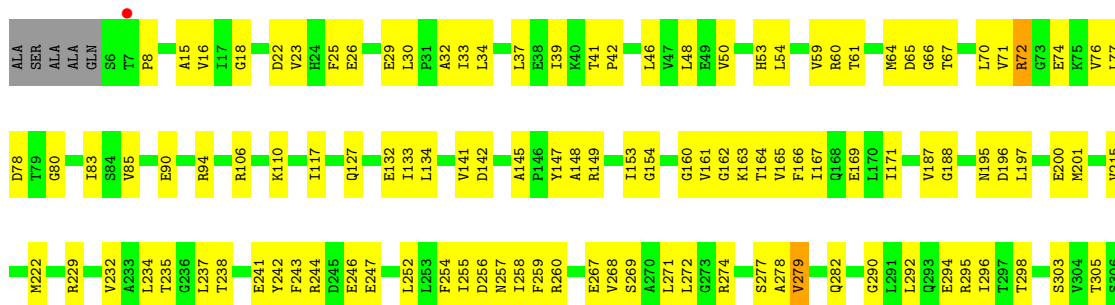 ALA SER ALA ALA GLN S6 T7 P8 A15 V16 I17 G18 D22 V23 H24 F25 E26 E29 L30 P31 A32 I33 L34 L37 E38 I39 K40 T41 P42 L46 V47 L48 E49 V50 H53 L54 V59 R60 T61 M64 D65 G66 T67 L70 V71 R72 G73 E74 K75 V76 L77
D78 T79 G80 I83 S84 V85 E90 R94 R106 K110 I117 Q127 E132 I133 L134 V141 D142 A145 P146 Y147 A148 R149 I153 G154 G160 V161 G162 K163 T164 V165 F166 I167 Q168 E169 L170 I171 V187 G188 N195 D196 L197 E200 M201 V215
M222 R229 V232 A233 L234 T235 G236 L237 T238 E241 Y242 F243 R244 D245 E246 E247 L252 L253 F254 I255 D256 N257 I258 F259 R260 E267 V268 S269 A270 L271 L272 G273 R274 S277 A278 V279 Q282 G290 L291 L292 Q293 E294 R295 I296 T297 T298 S303 V304 T305